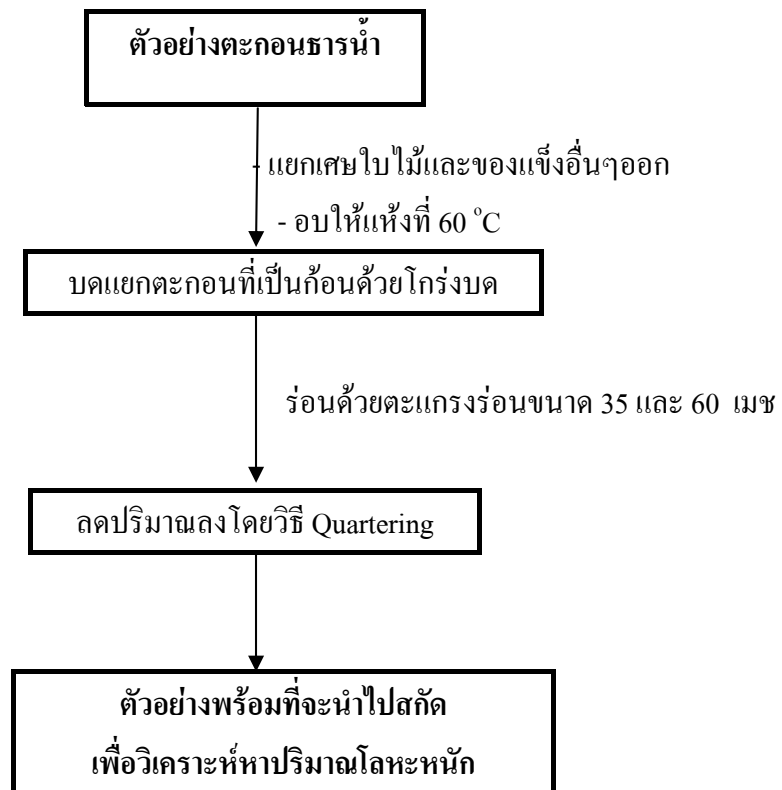 ตัวอย่างตะกอนธารน้ำ
- แยกเศษใบไม้และของแข็งอื่นๆออก
- อบให้แห้งที่ 60 °C
บดแยกตะกอนที่เป็นก้อนด้วยโกร่งบด
ร่อนด้วยตะแกรงร่อนขนาด 35 และ 60 เมช
ลดปริมาณลงโดยวิธี Quartering
ตัวอย่างพร้อมที่จะนำไปสกัด
เพื่อวิเคราะห์หาปริมาณโลหะหนัก